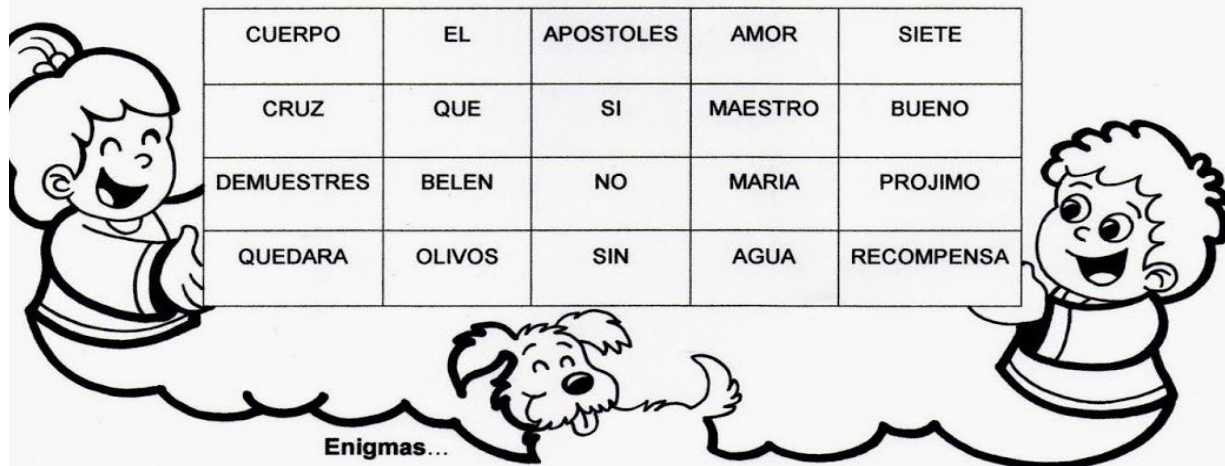 CUERPO EL APOSTOLES AMOR SIETE
CRUZ QUE SI MAESTRO BUENO
DEMUESTRES BELEN NO MARIA PROJIMO
QUEDARA OLIVOS SIN AGUA RECOMPENSA
Enigmas...